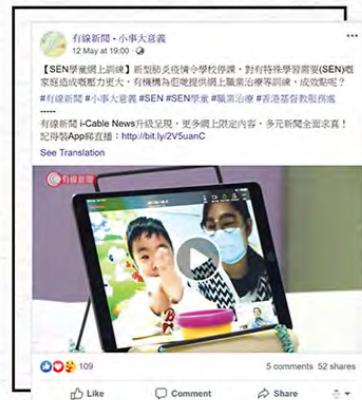 有線新聞·小事大意義
12 May at 19:00 ·
【SEN學童網上訓練】新型肺炎疫情令學校停課，對有特殊學習需要(SEN)嘅
家庭造成嘅壓力更大，有機構為佢哋提供網上職業治療等訓練，成效點呢？
#有線新聞 #小事大意義 #SEN #SEN學童 #職業治療 #香港基督教服務處
-----
有線新聞 i-Cable News升級呈現，更多網上限定內容，多元新聞全面求真！
記得裝App睇直播：http://bit.ly/2V5uanC
See Translation
有線新聞
109
5 comments 52 shares
Like
Comment
Share